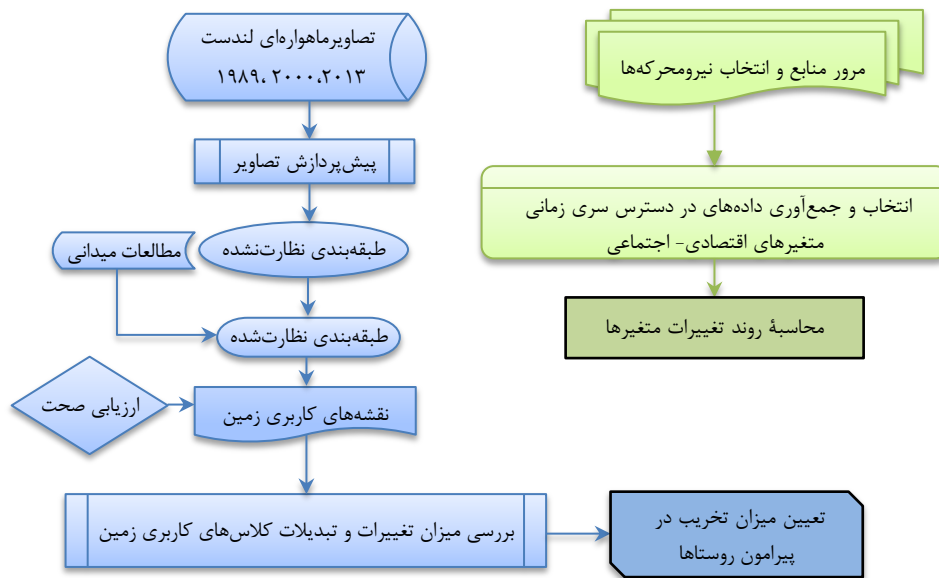 تصاویرماهواره‌ای لندست
۱۹۸۹، ۲۰۰۰،۲۰۱۳
پیش‌پردازش تصاویر
طبقه‌بندی نظارت‌نشده
مطالعات میدانی
طبقه‌بندی نظارت‌شده
ارزیابی صحت
نقشه‌های کاربری زمین
بررسی میزان تغییرات و تبدیلات کلاس‌های کاربری زمین
تعیین میزان تخریب در
پیرامون روستاها
مرور منابع و انتخاب نیرومحرکه‌ها
انتخاب و جمع‌آوری داده‌های در دسترس سری زمانی
متغیرهای اقتصادی- اجتماعی
محاسبهٔ روند تغییرات متغیرها